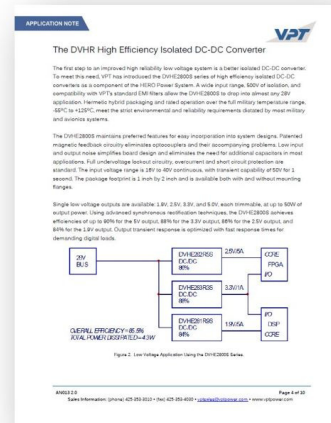 APPLICATION NOTE
VPT
The DVHR High Efficiency Isolated DC-DC Converter
The first step to an improved high reliability low voltage system is a better isolated DC-DC converter.
To meet this need, VPT has introduced the DVHE2800S series of high efficiency isolated DC-DC
converters as a component of the HERO Power System. A wide input range, 500V of isolation, and
compatibility with VPT's standard EMI filters allow the DVHE2800S to drop into almost any 28V
application. Hermetic hybrid packaging and rated operation over the full military temperature range,
-55°C to +125°C, meet the strict environmental and reliability requirements dictated by most military
and avionics systems.
The DVHE2800S maintains preferred features for easy incorporation into system designs. Patented
magnetic feedback circuitry eliminates optocouplers and their accompanying problems. Low input
and output noise simplifies board design and eliminates the need for additional capacitors in most
applications. Full undervoltage lockout circuitry, overcurrent and short circuit protection are
standard. The input voltage range is 18V to 40V continuous, with transient capability of 50V for 1
second. The package footprint is 1 inch by 2 inch and is available both with and without mounting
flanges.
Single low voltage outputs are available: 1.8V, 2.5V, 3.3V, and 5.0V, each trimmable, at up to 50W of
output power. Using advanced synchronous rectification techniques, the DVHE2800S achieves
efficiencies of up to 90% for the 5V output, 88% for the 3.3V output, 86% for the 2.5V output, and
84% for the 1.8V output. Output transient response is optimized with fast response times for
demanding digital loads.
28V
BUS
DVHE282R5S
DC/DC
86%
2.5V/5A
CORE
FPGA
I/O
DVHE283R3S
DC/DC
88%
3.3V/1A
DVHE281R9S
DC/DC
84%
1.9V/5A
I/O
DSP
CORE
OVERALL EFFICIENCY = 85.5%
TOTAL POWER DISSIPATED = 4.3W
Figure 2. Low Voltage Application Using the DVHE2800S Series.
AN013 2.0
Page 4 of 10
Sales Information: (phone) 425-353-3010 • (fax) 425-353-4030 • vptsales@vptpower.com • www.vptpower.com